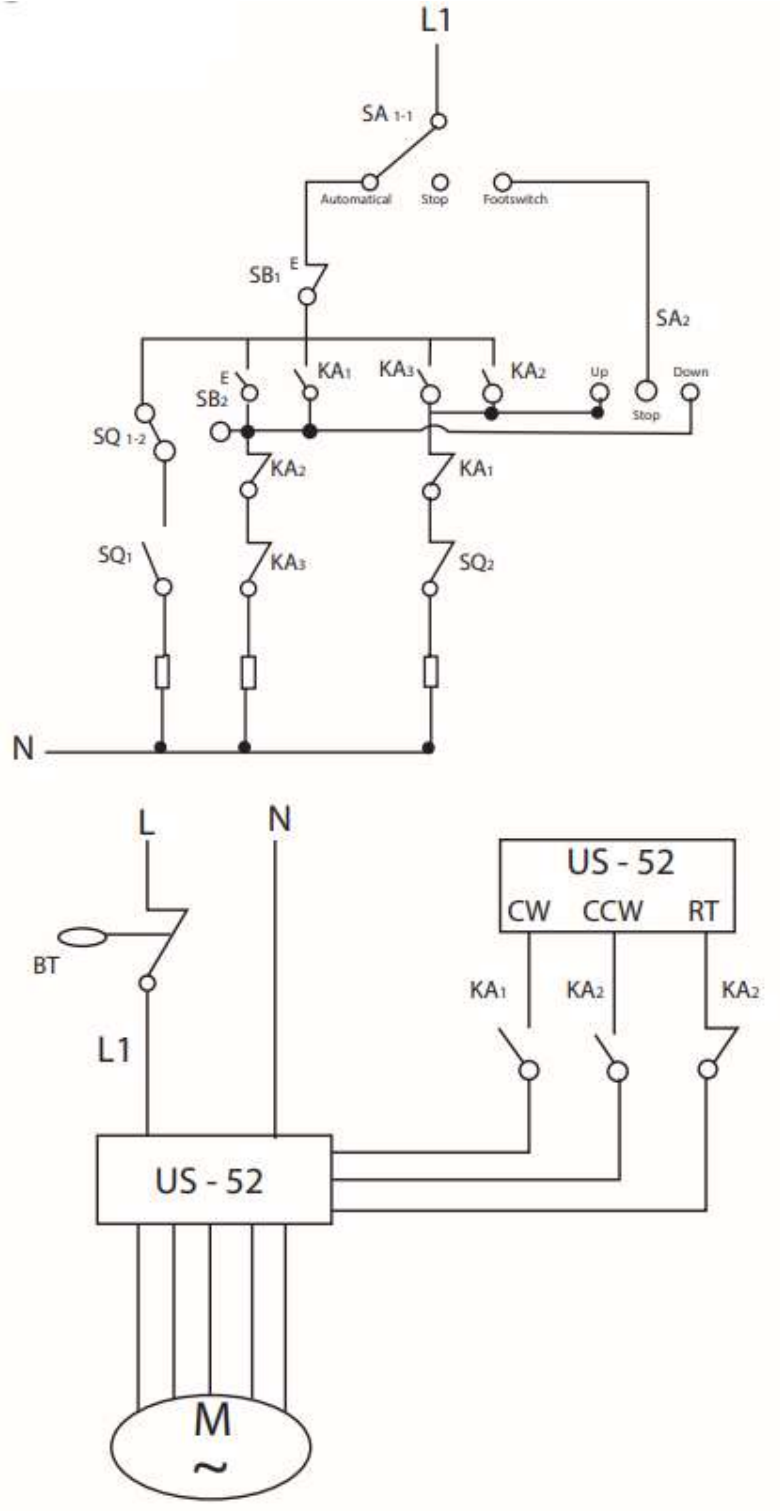 L1
SA 1-1
Automatical Stop Footswitch
SB1 E
SA2
E KA1 KA3 KA2 Up Down
SB2 Stop
SQ 1-2
KA2 KA1
SQ1 KA3 SQ2
N
L N
US - 52
CW CCW RT
BT
KA1 KA2 KA2
L1
US - 52
M
~